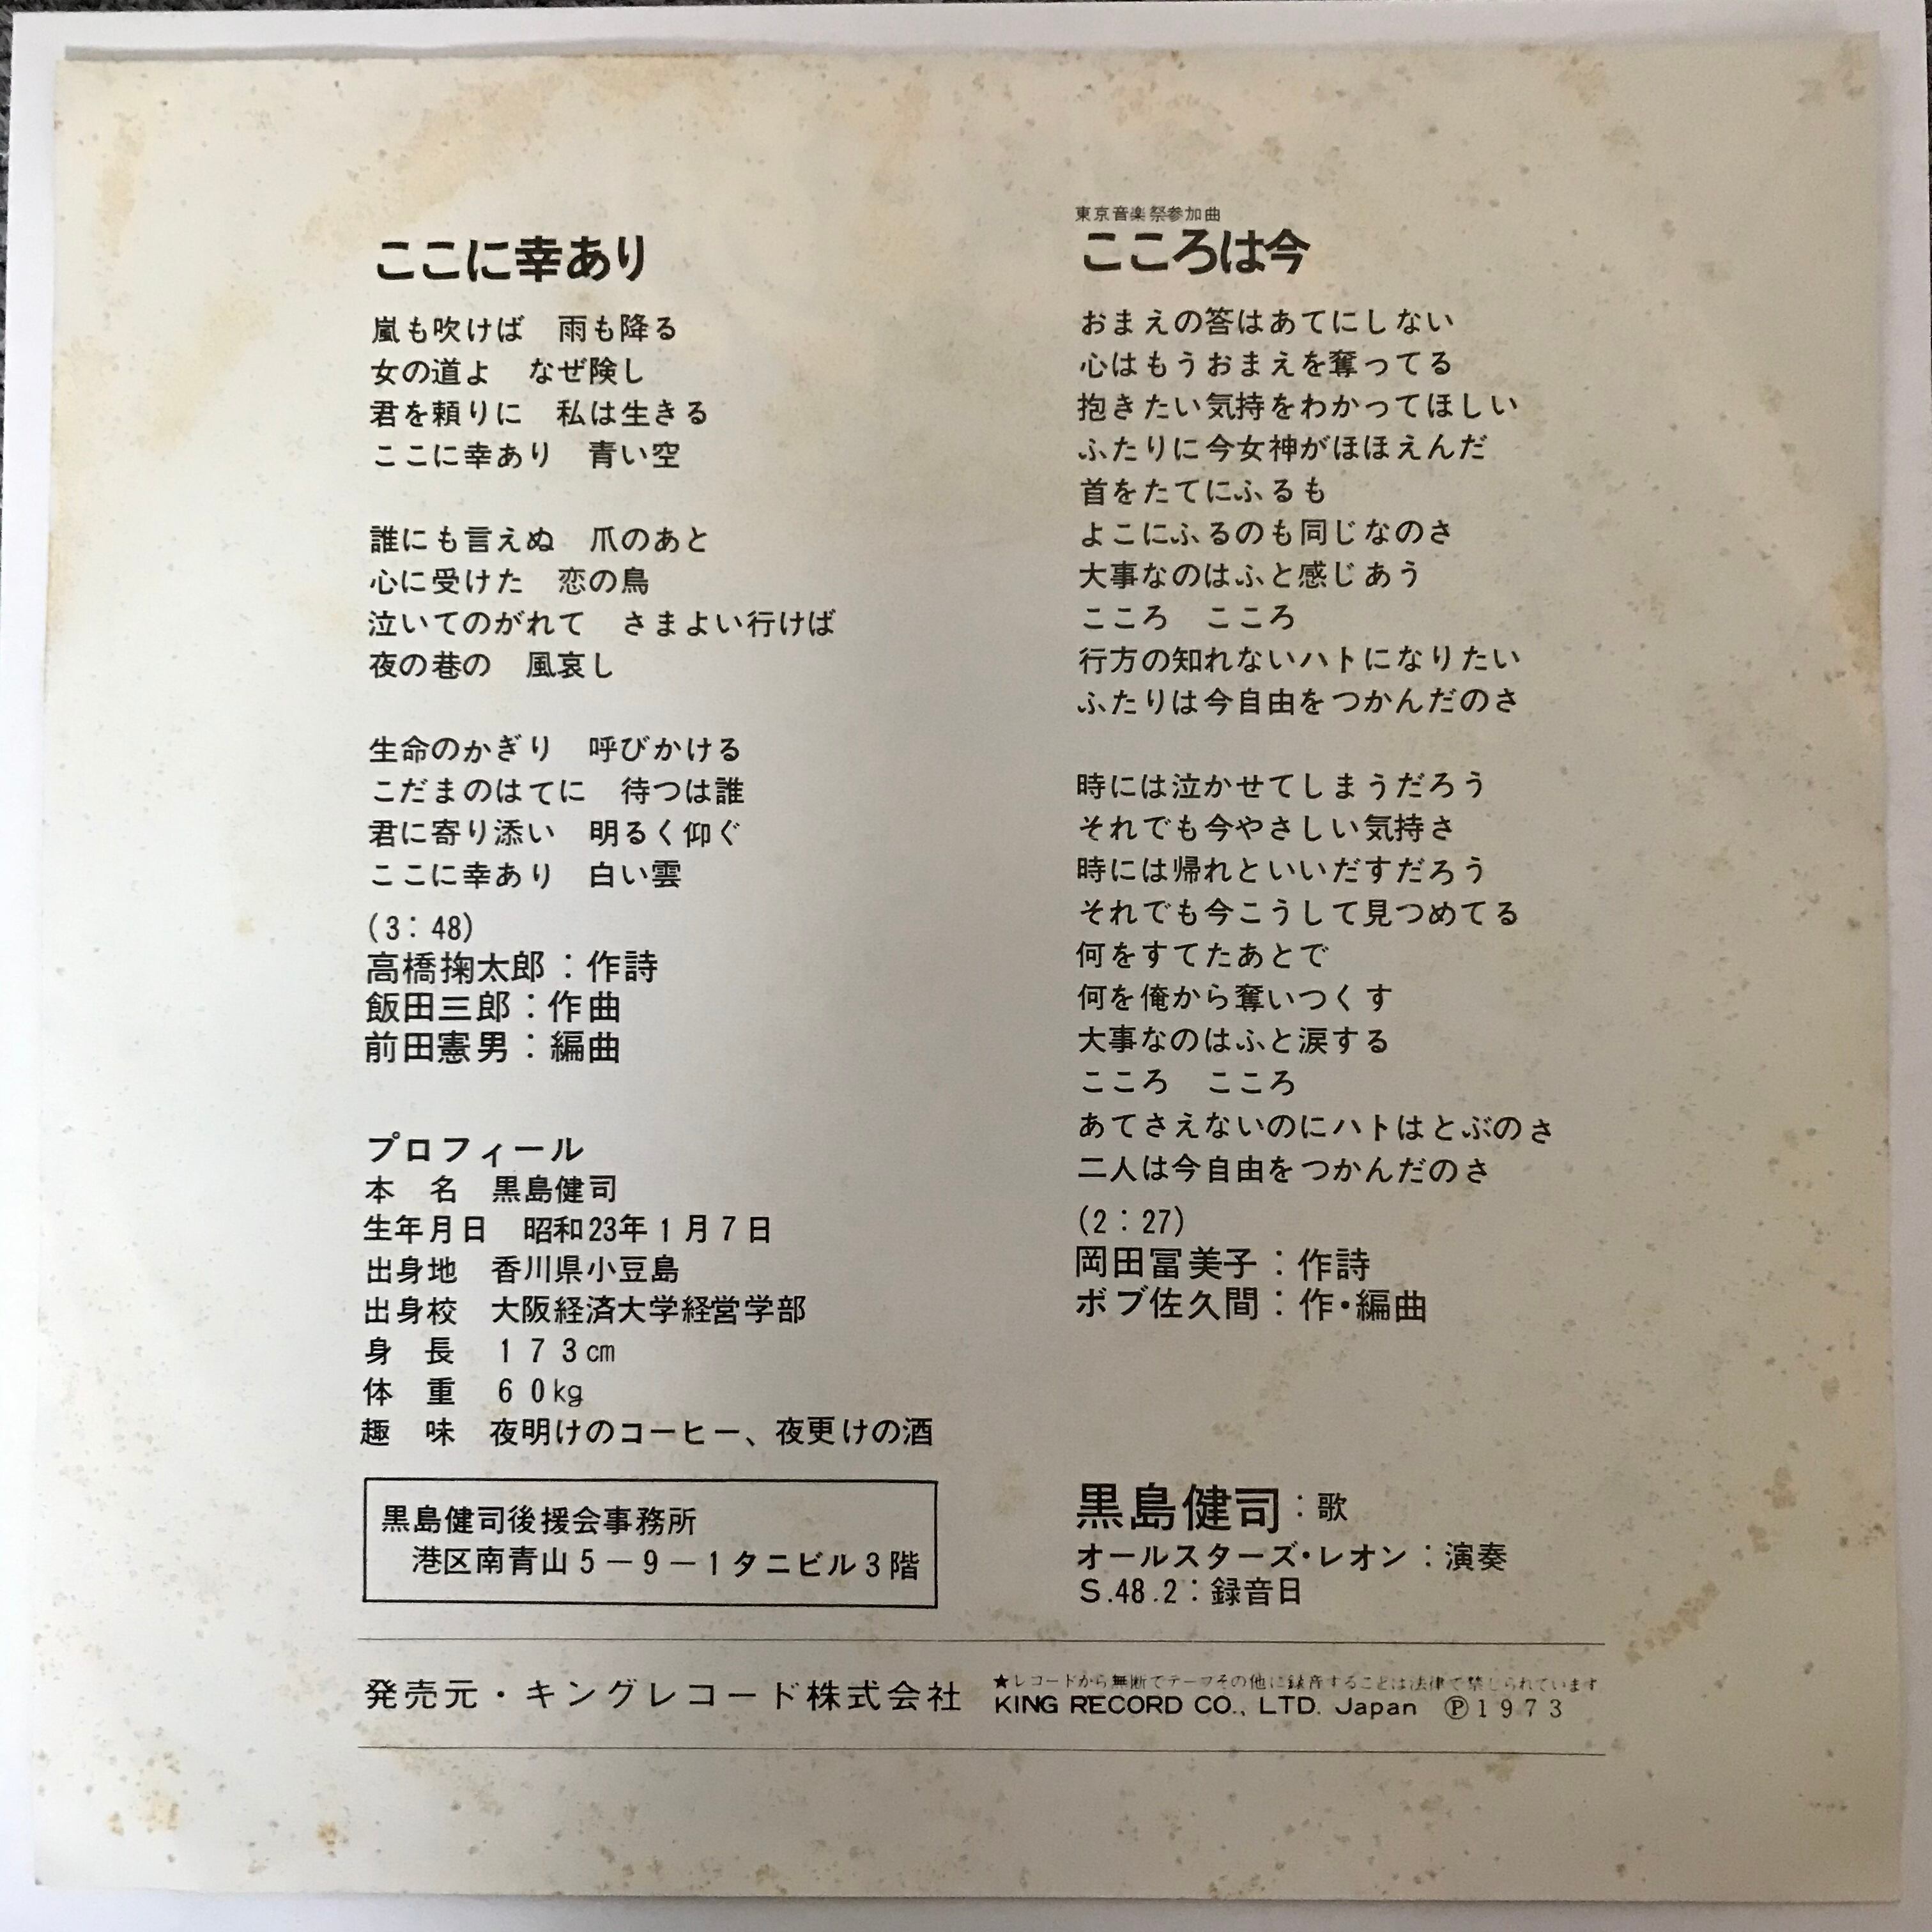 ここに幸あり
嵐も吹けば　雨も降る
女の道よ　なぜ険し
君を頼りに　私は生きる
ここに幸あり　青い空
誰にも言えぬ　爪のあと
心に受けた　恋の鳥
泣いてのがれて　さまよい行けば
夜の巷の　風哀し
生命のかぎり　呼びかける
こだまのはてに　待つは誰
君に寄り添い　明るく仰ぐ
ここに幸あり　白い雲
(3：48)
高橋掬太郎：作詩
飯田三郎：作曲
前田憲男：編曲
プロフィール
本　名　黒島健司
生年月日　昭和23年1月7日
出身地　香川県小豆島
出身校　大阪経済大学経営学部
身　長　173cm
体　重　60kg
趣　味　夜明けのコーヒー、夜更けの酒
黒島健司後援会事務所
港区南青山5－9－1タニビル3階
東京音楽祭参加曲
こころは今
おまえの答はあてにしない
心はもうおまえを奪ってる
抱きたい気持をわかってほしい
ふたりに今女神がほほえんだ
首をたてにふるも
よこにふるのも同じなのさ
大事なのはふと感じあう
こころ　こころ
行方の知れないハトになりたい
ふたりは今自由をつかんだのさ
時には泣かせてしまうだろう
それでも今やさしい気持さ
時には帰れといいだすだろう
それでも今こうして見つめてる
何をすてたあとで
何を俺から奪いつくす
大事なのはふと涙する
こころ　こころ
あてさえないのにハトはとぶのさ
二人は今自由をつかんだのさ
(2：27)
岡田冨美子：作詩
ボブ佐久間：作・編曲
黒島健司：歌
オールスターズ・レオン：演奏
S.48.2：録音日
発売元・キングレコード株式会社
★レコードから無断でテープその他に録音することは法律で禁じられています
KING RECORD CO., LTD. Japan ℗1973